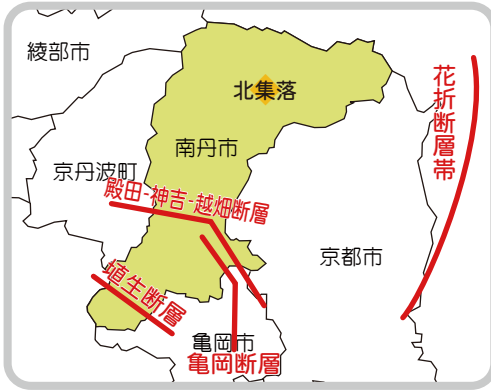 綾部市
北集落
花折断層帯
南丹市
京丹波町
殿田-神吉-越畑断層
京都市
埴生断層
亀岡市
亀岡断層